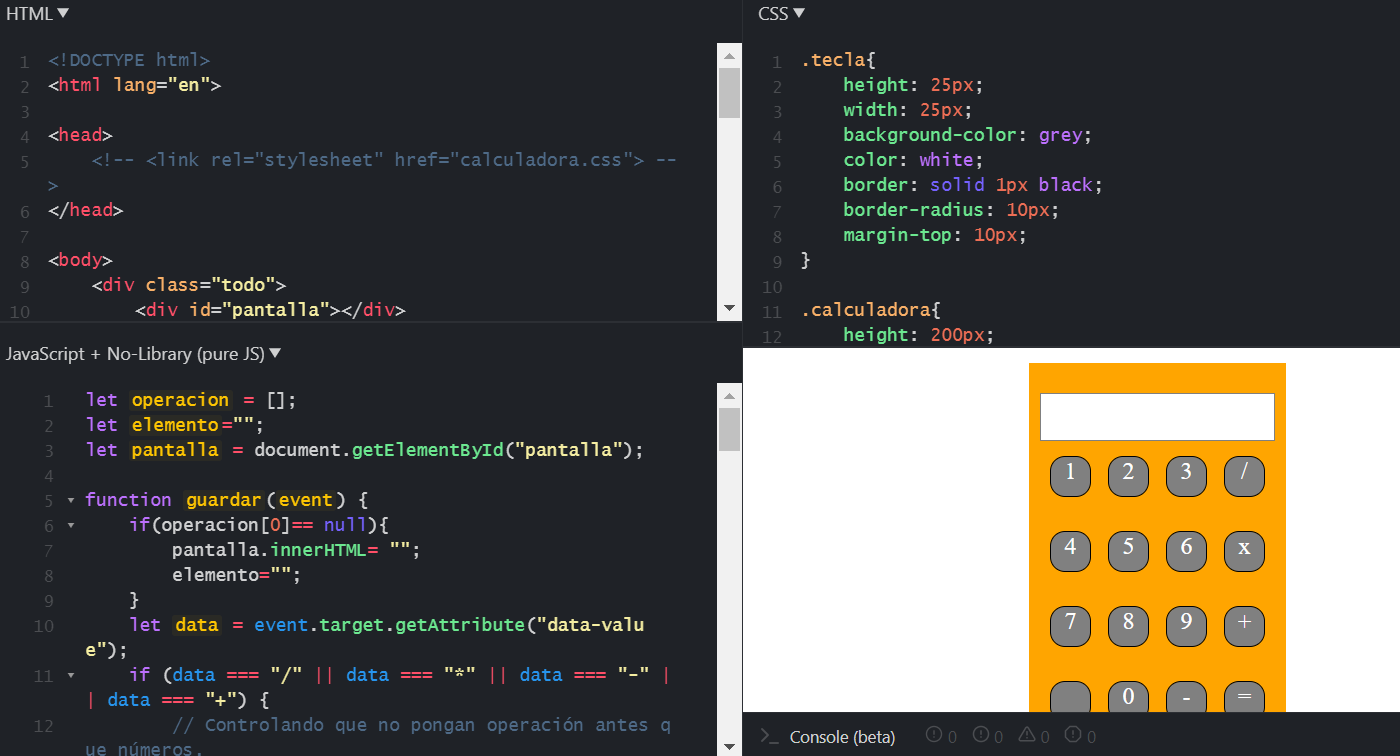 HTML ▼
1 <!DOCTYPE html>
2 <html lang="en">
3
4 <head>
5     <!-- <link rel="stylesheet" href="calculadora.css"> --
>
6 </head>
7
8 <body>
9     <div class="todo">
10         <div id="pantalla"></div>
JavaScript + No-Library (pure JS) ▼
1 let operacion = [];
2 let elemento="";
3 let pantalla = document.getElementById("pantalla");
4
5 function guardar(event) {
6     if(operacion[0]== null){
7         pantalla.innerHTML= "";
8         elemento="";
9     }
10     let data = event.target.getAttribute("data-valu
e");
11     if (data === "/" || data === "*" || data === "-" |
| data === "+") {
12         // Controlando que no pongan operación antes q
ue números.
CSS ▼
1 .tecla{
2     height: 25px;
3     width: 25px;
4     background-color: grey;
5     color: white;
6     border: solid 1px black;
7     border-radius: 10px;
8     margin-top: 10px;
9 }
10
11 .calculadora{
12     height: 200px;
1 2 3 /
4 5 6 x
7 8 9 +
0 - =
>_ Console (beta) 0 0 0 0